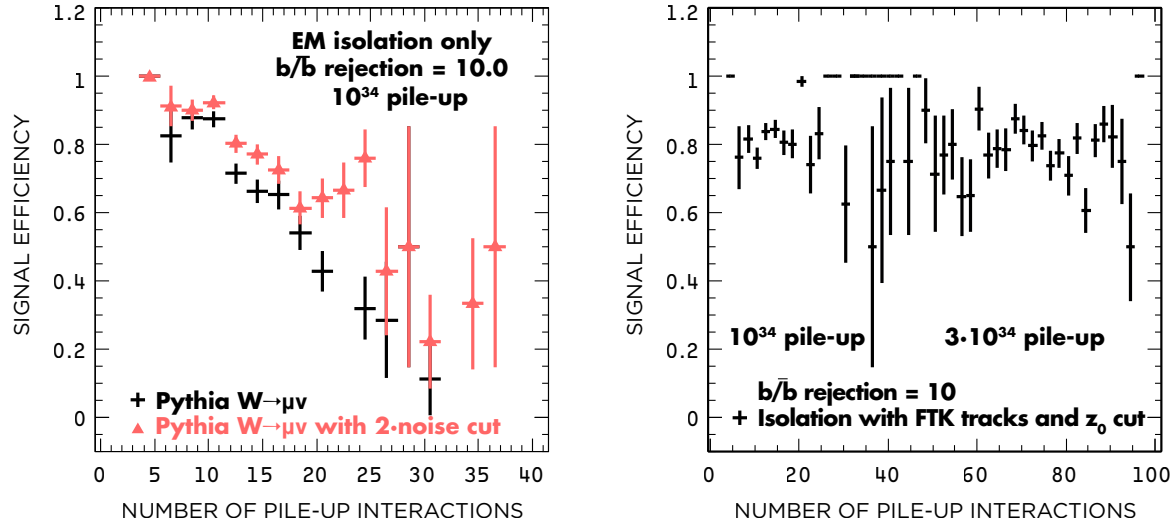 1.2
1
0.8
0.6
0.4
0.2
0
SIGNAL EFFICIENCY
EM isolation only
b/b̅ rejection = 10.0
10³⁴ pile-up
Pythia W→μν
Pythia W→μν with 2·noise cut
0 5 10 15 20 25 30 35 40
NUMBER OF PILE-UP INTERACTIONS
1.2
1
0.8
0.6
0.4
0.2
0
SIGNAL EFFICIENCY
10³⁴ pile-up 3·10³⁴ pile-up
b/b̅ rejection = 10
Isolation with FTK tracks and z₀ cut
0 20 40 60 80 100
NUMBER OF PILE-UP INTERACTIONS